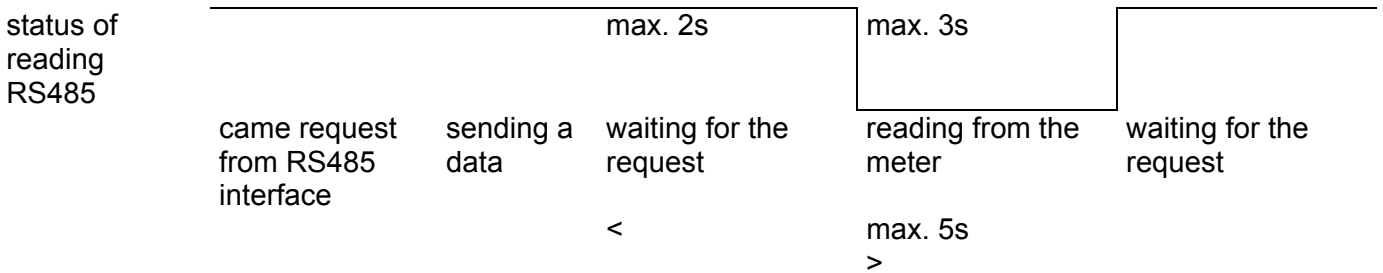 status of
reading
RS485
max. 2s
max. 3s
came request
from RS485
interface
sending a
data
waiting for the
request
reading from the
meter
waiting for the
request
<
max. 5s
>